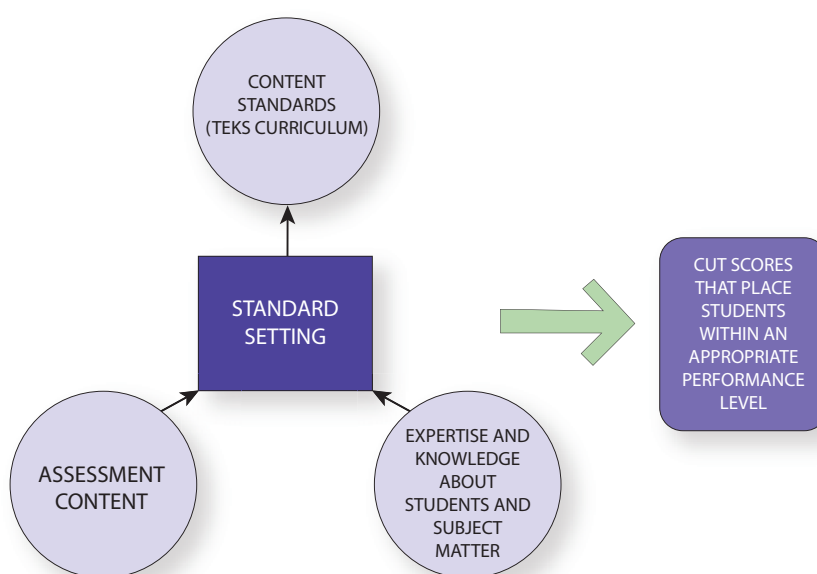 CONTENT
STANDARDS
(TEKS CURRICULUM)
STANDARD
SETTING
ASSESSMENT
CONTENT
EXPERTISE AND
KNOWLEDGE
ABOUT
STUDENTS AND
SUBJECT
MATTER
CUT SCORES
THAT PLACE
STUDENTS
WITHIN AN
APPROPRIATE
PERFORMANCE
LEVEL